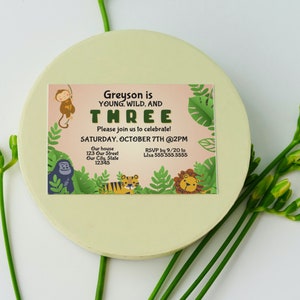 Greyson is
YOUNG, WILD, AND
THREE
Please join us to celebrate!
SATURDAY, OCTOBER 7TH @2PM
Our house
123 Our Street
Our City, State
12345
RSVP by 9/20 to
Lisa 555.555.5555